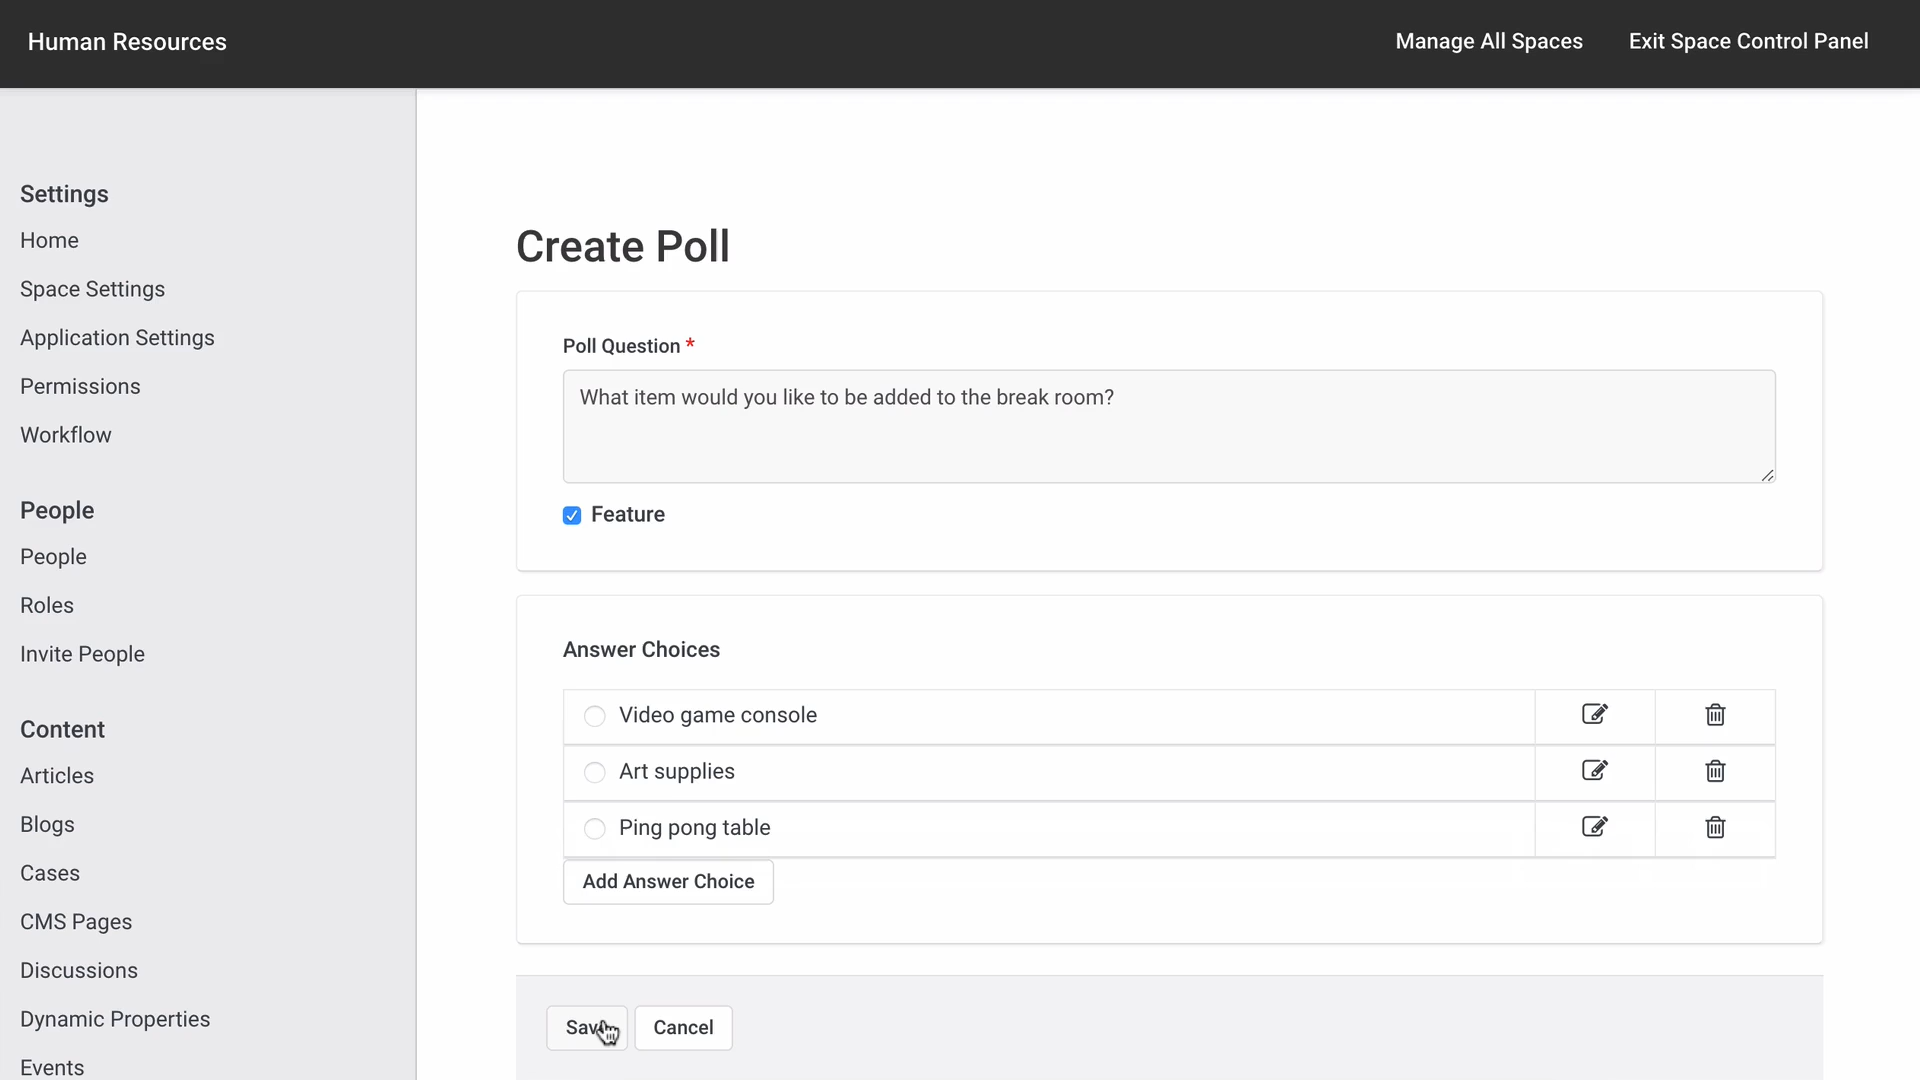 Human Resources
Manage All Spaces
Exit Space Control Panel
Settings
Home
Space Settings
Application Settings
Permissions
Workflow
People
People
Roles
Invite People
Content
Articles
Blogs
Cases
CMS Pages
Discussions
Dynamic Properties
Events
Create Poll
Poll Question *
What item would you like to be added to the break room?
Feature
Answer Choices
Video game console
Art supplies
Ping pong table
Add Answer Choice
Save
Cancel